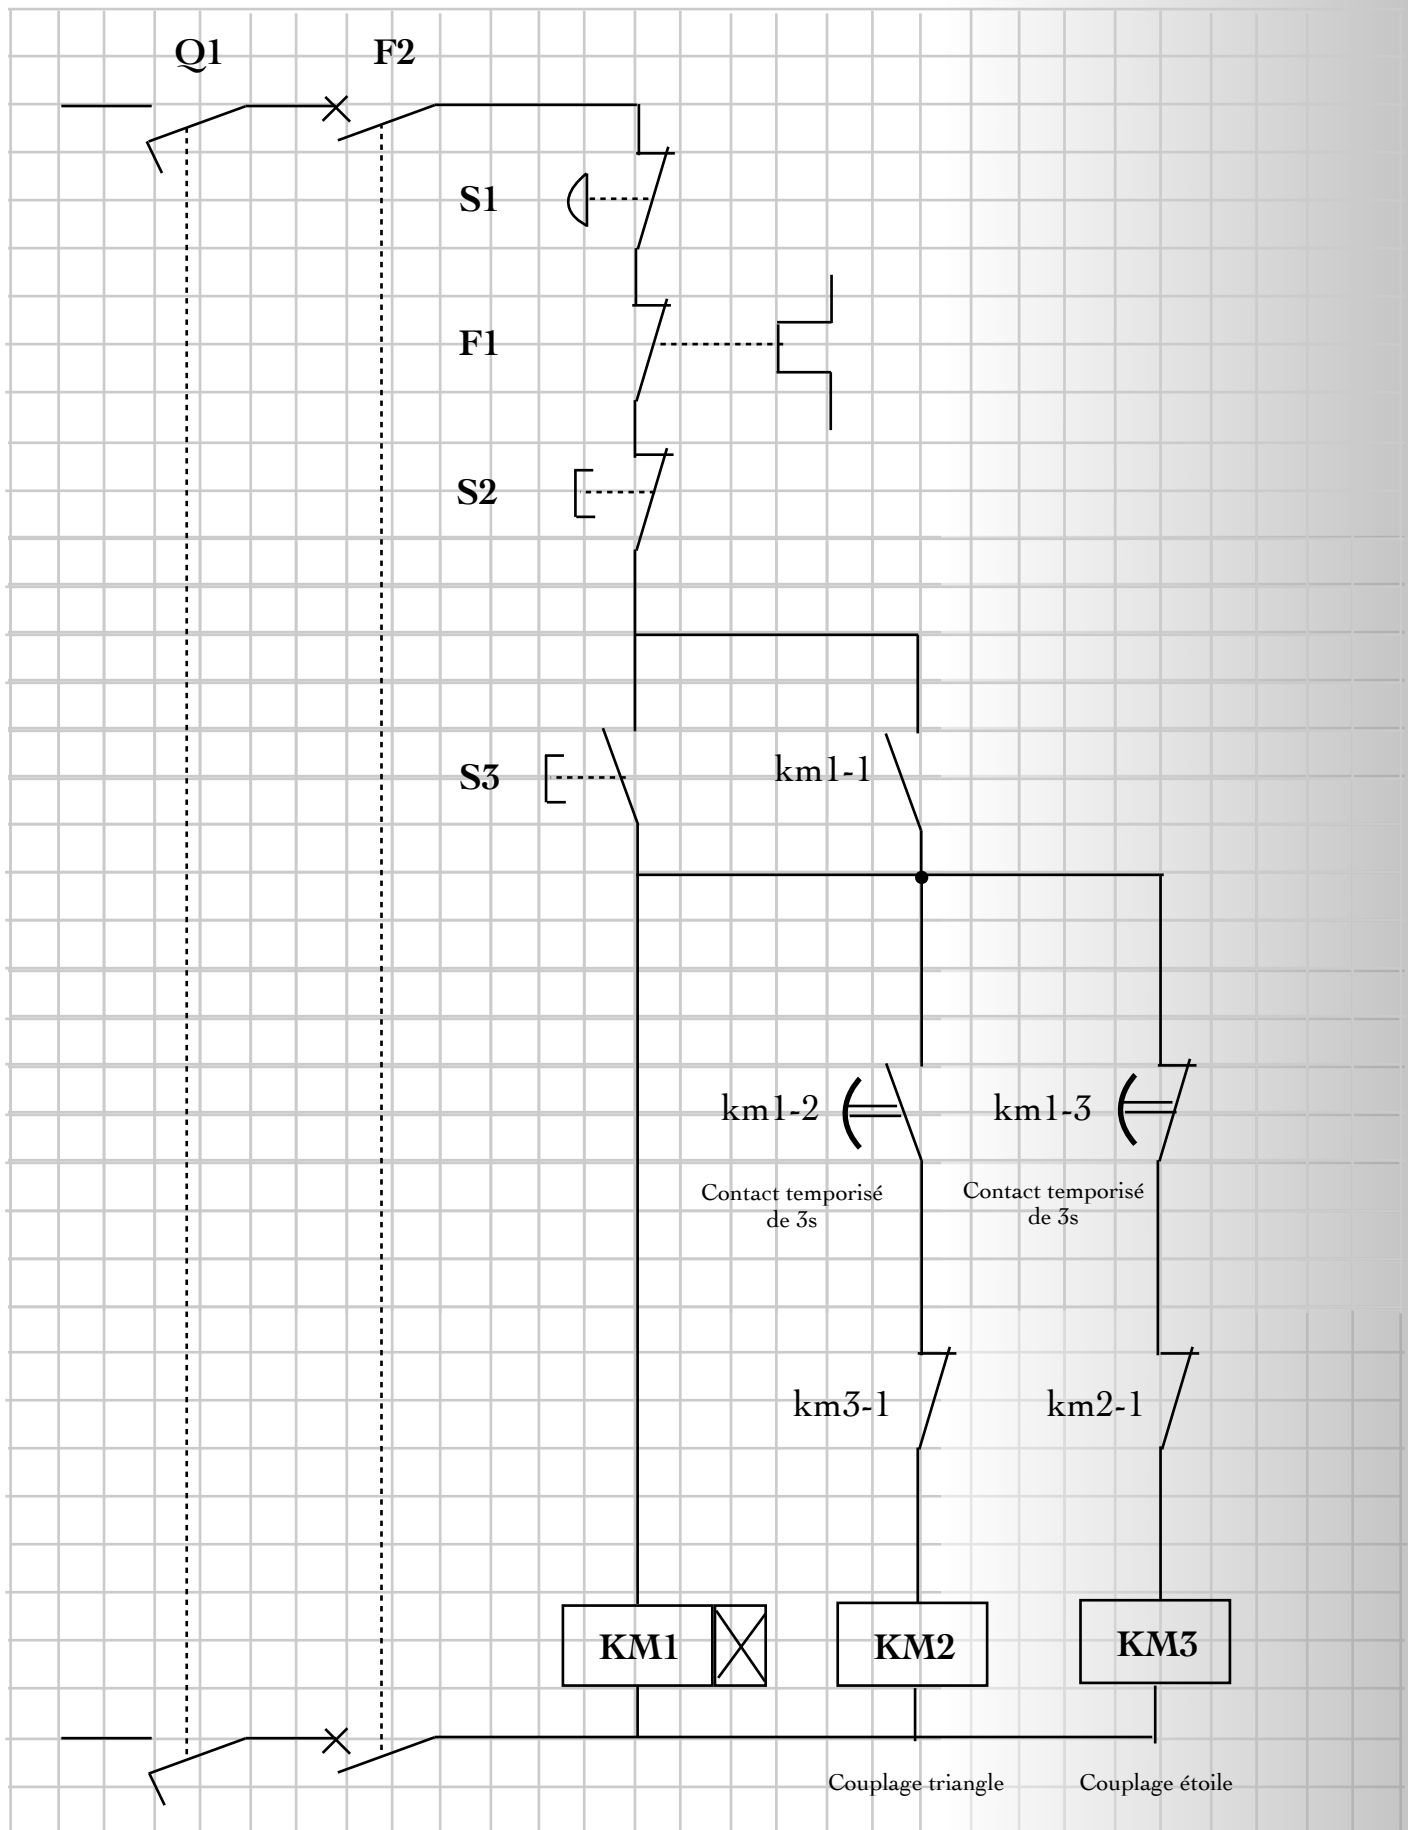 Q1
F2
S1
F1
S2
S3
km1-1
km1-2
km1-3
Contact temporisé
de 3s
Contact temporisé
de 3s
km3-1
km2-1
KM1
KM2
KM3
Couplage triangle
Couplage étoile